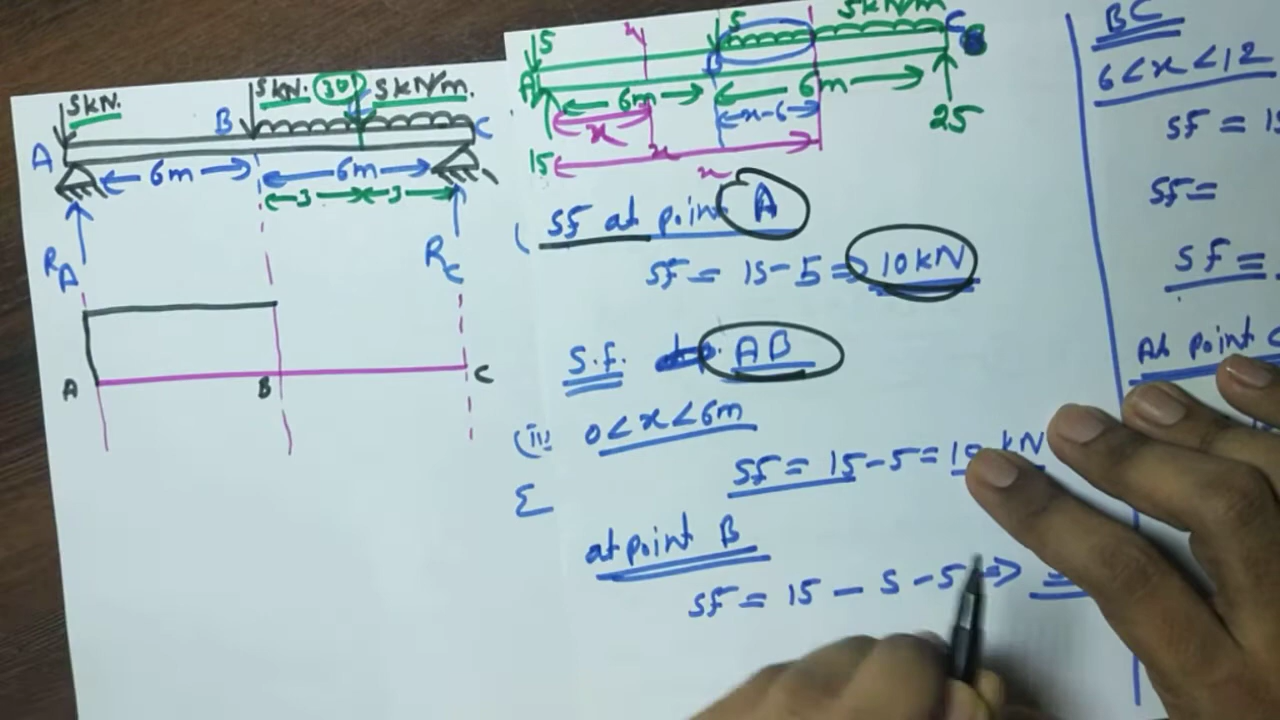 5kN. 5kN. 30 5kN/m.
A B C
6m 6m
3 3
RA RC
A B C
5 5 5kN/m
A B C
6m 6m
x x-6
x
15 25
SF at point A
SF = 15-5 => 10kN
S.F. AB
(ii) 0<x<6m
SF = 15-5=10 kN
Σ
at point B
SF = 15 - 5 -5 =>
BC
6<x<12
SF =
SF=
SF =
At point C